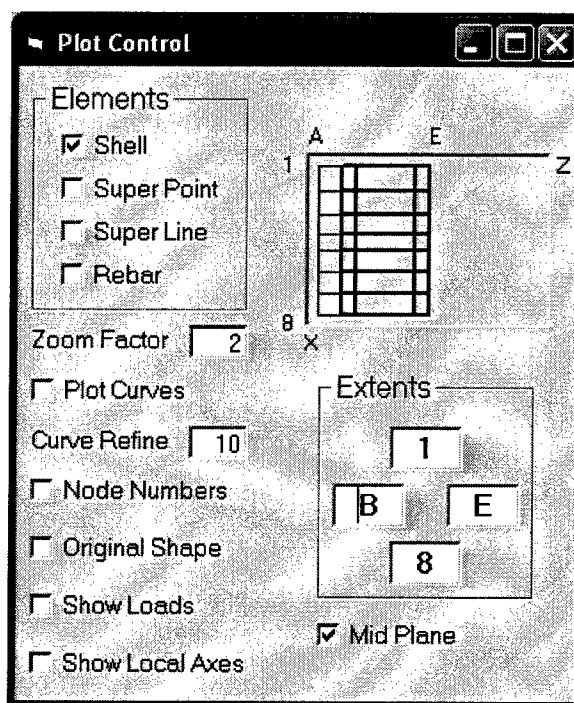 Plot Control
Elements
Shell
Super Point
Super Line
Rebar
Zoom Factor 2
Plot Curves
Curve Refine 10
Node Numbers
Original Shape
Show Loads
Show Local Axes
A E
1 Z
8
X
Extents
1
B E
8
Mid Plane